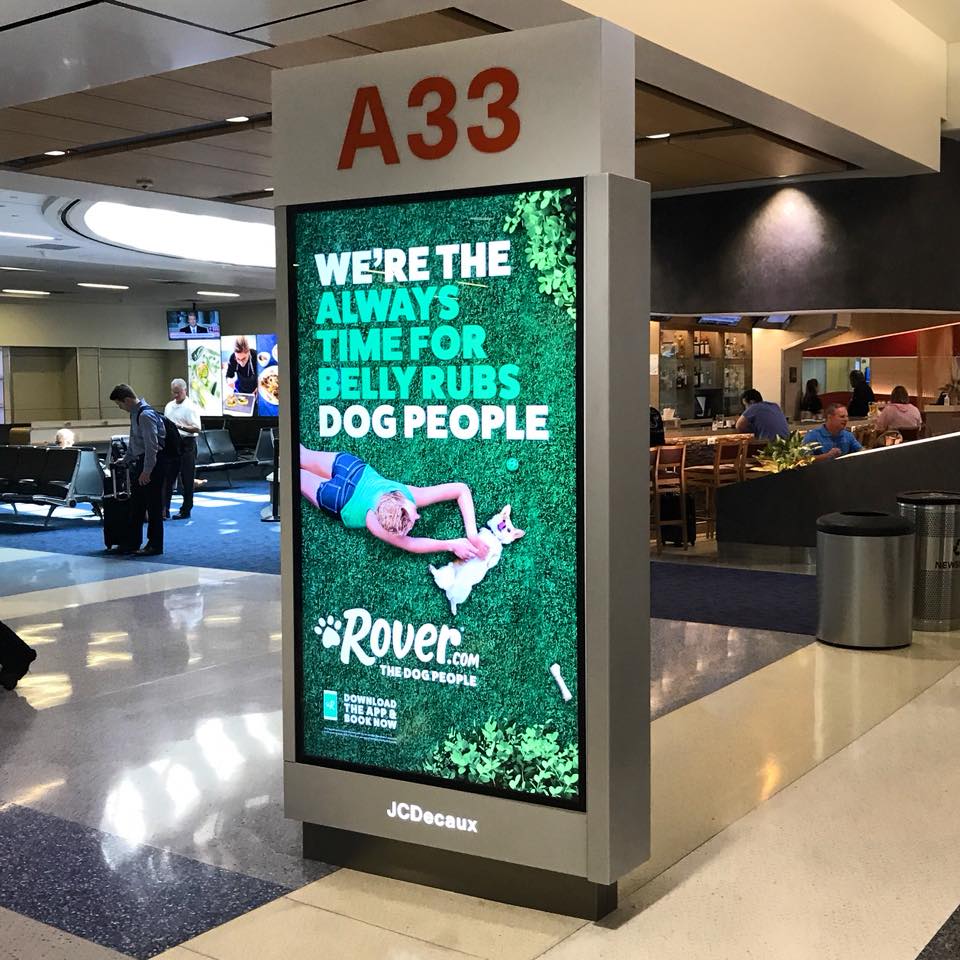 A33
WE'RE THE
ALWAYS
TIME FOR
BELLY RUBS
DOG PEOPLE
Rover.COM
THE DOG PEOPLE
DOWNLOAD
THE APP &
BOOK NOW
JCDecaux